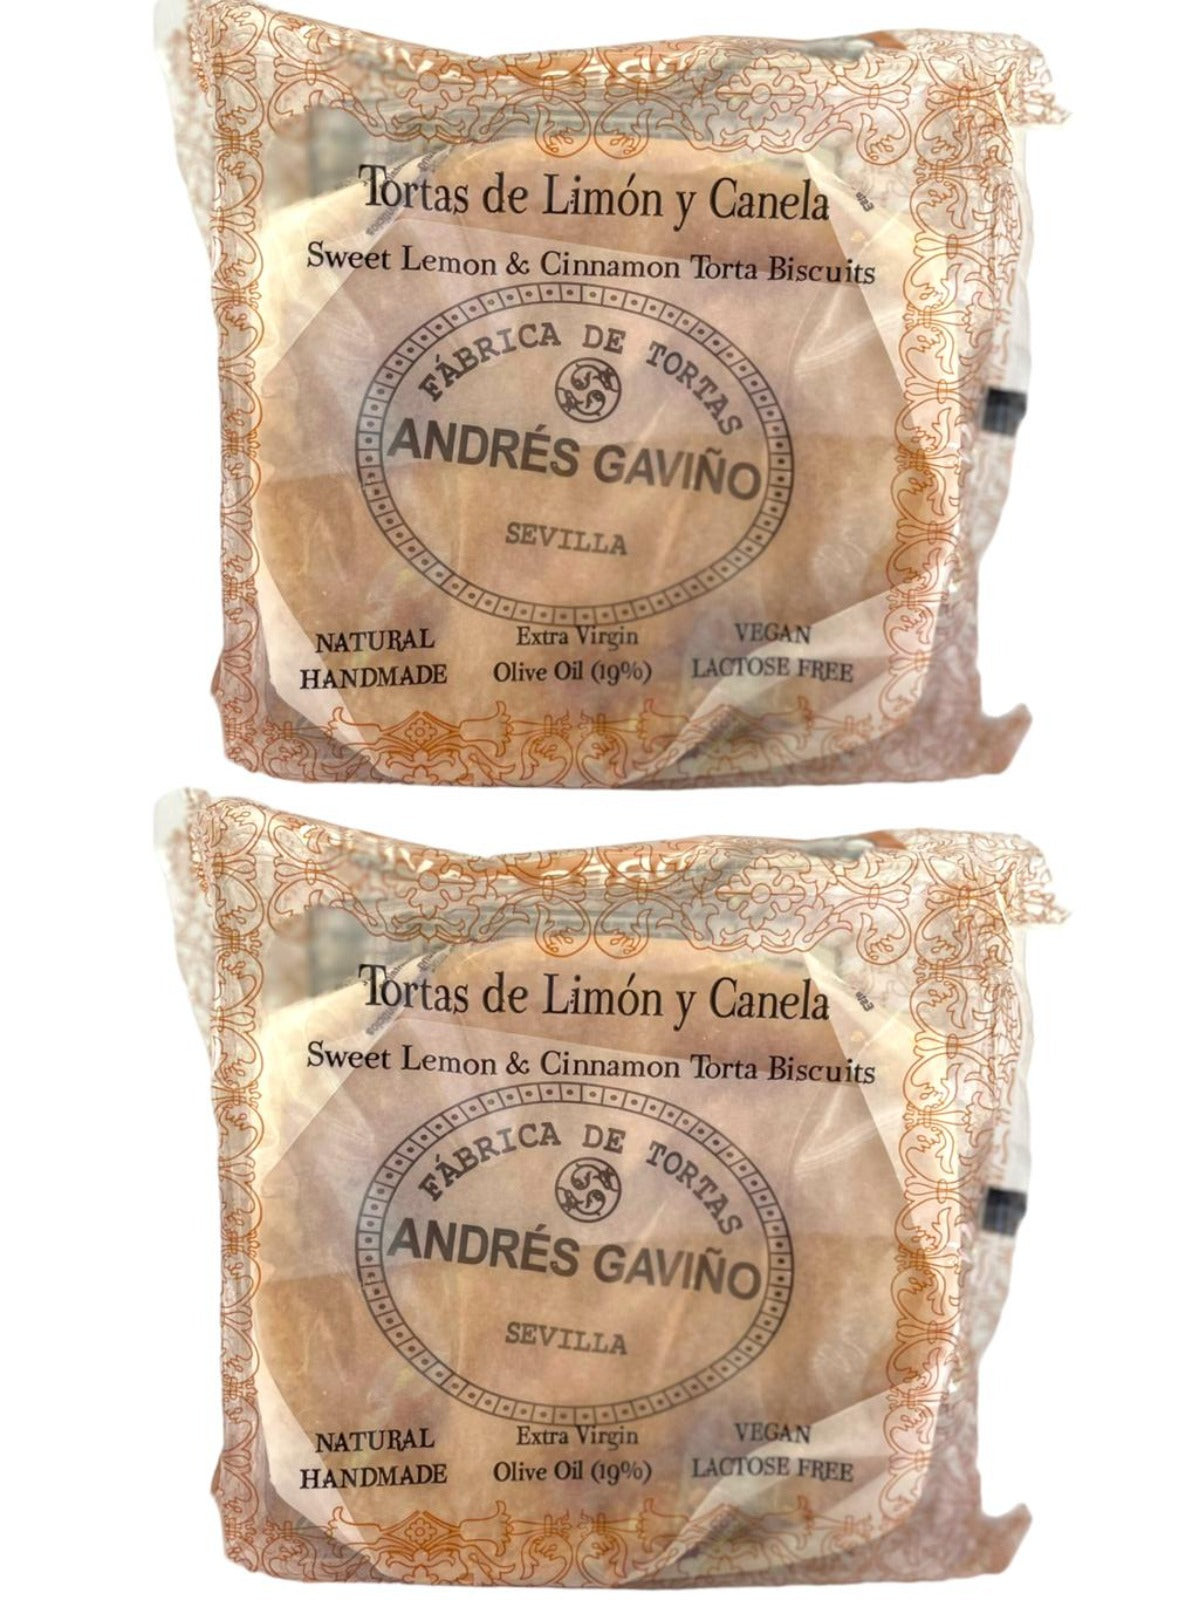 Tortas de Limón y Canela
Sweet Lemon & Cinnamon Torta Biscuits
FÁBRICA DE TORTAS
ANDRÉS GAVIÑO
SEVILLA
NATURAL
HANDMADE
Extra Virgin
Olive Oil (19%)
VEGAN
LACTOSE FREE
Tortas de Limón y Canela
Sweet Lemon & Cinnamon Torta Biscuits
FÁBRICA DE TORTAS
ANDRÉS GAVIÑO
SEVILLA
NATURAL
HANDMADE
Extra Virgin
Olive Oil (19%)
VEGAN
LACTOSE FREE